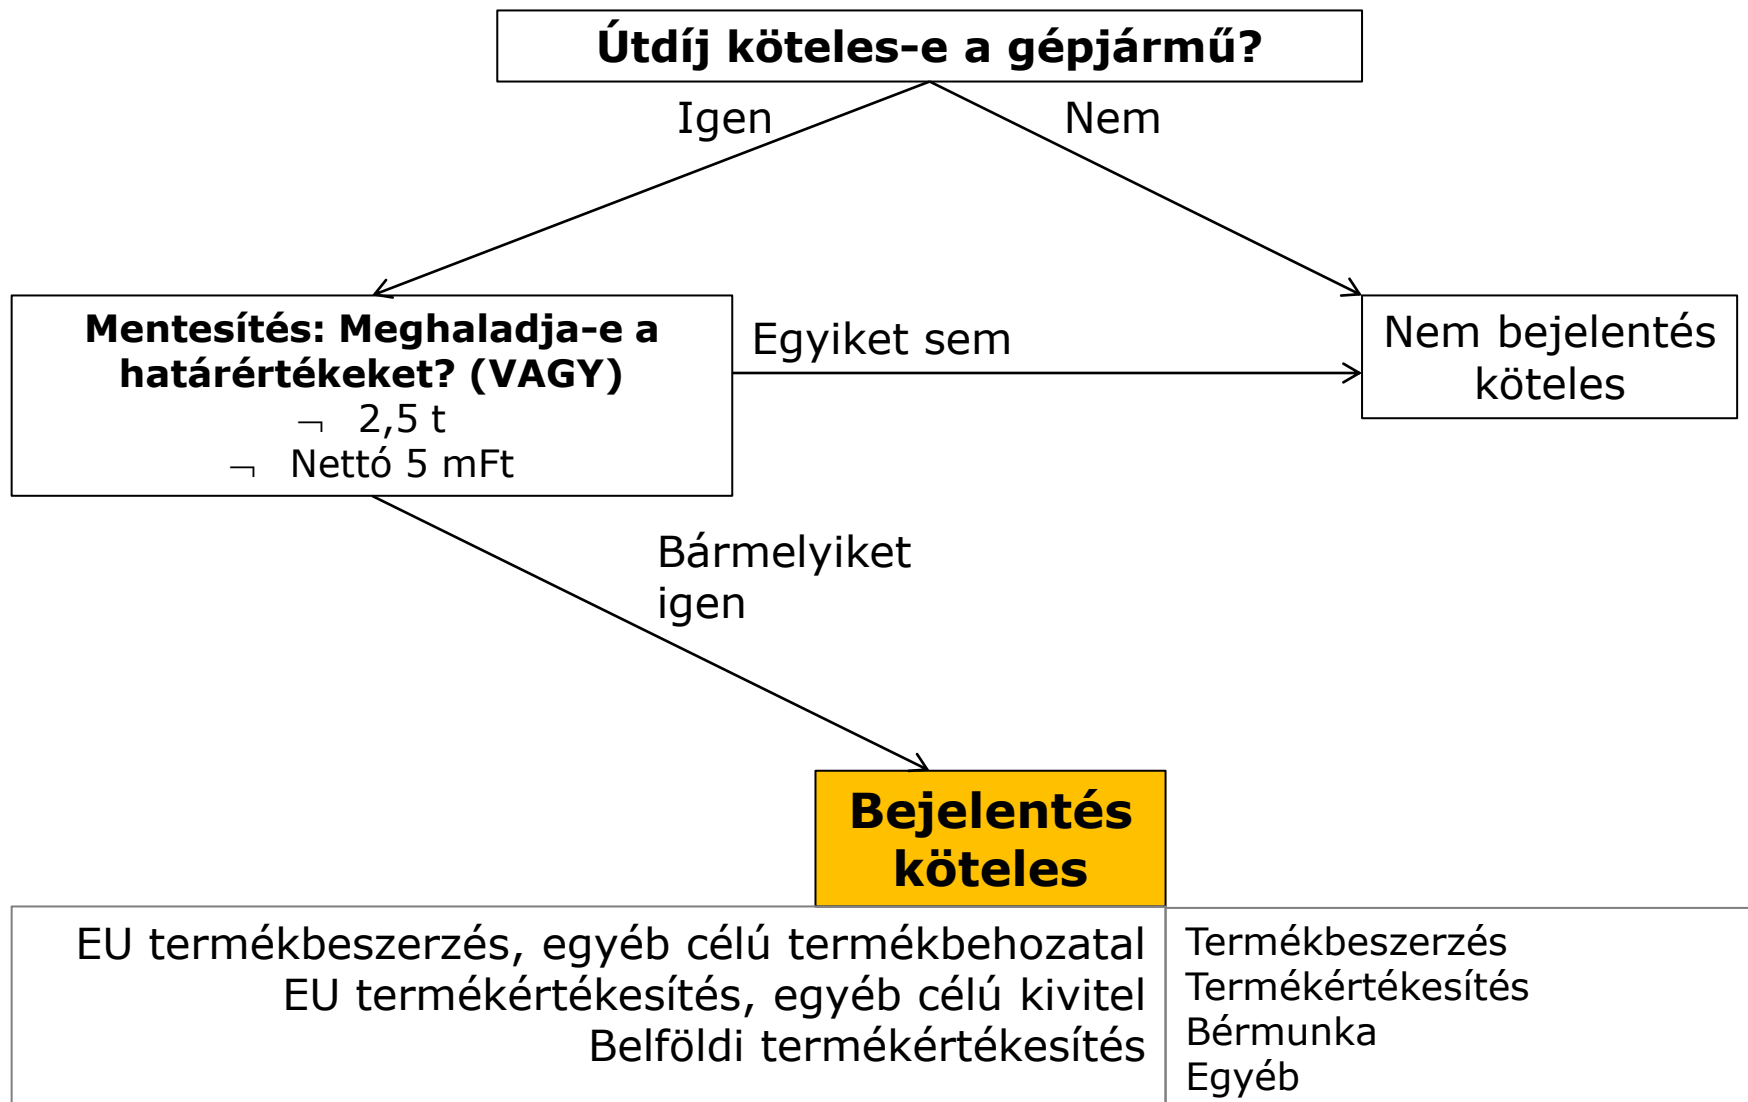 Útdíj köteles-e a gépjármű?
Igen
Nem
Mentesítés: Meghaladja-e a
határértékeket? (VAGY)
¬ 2,5 t
¬ Nettó 5 mFt
Egyiket sem
Nem bejelentés
köteles
Bármelyiket
igen
Bejelentés
köteles
EU termékbeszerzés, egyéb célú termékbehozatal
EU termékértékesítés, egyéb célú kivitel
Belföldi termékértékesítés
Termékbeszerzés
Termékértékesítés
Bérmunka
Egyéb